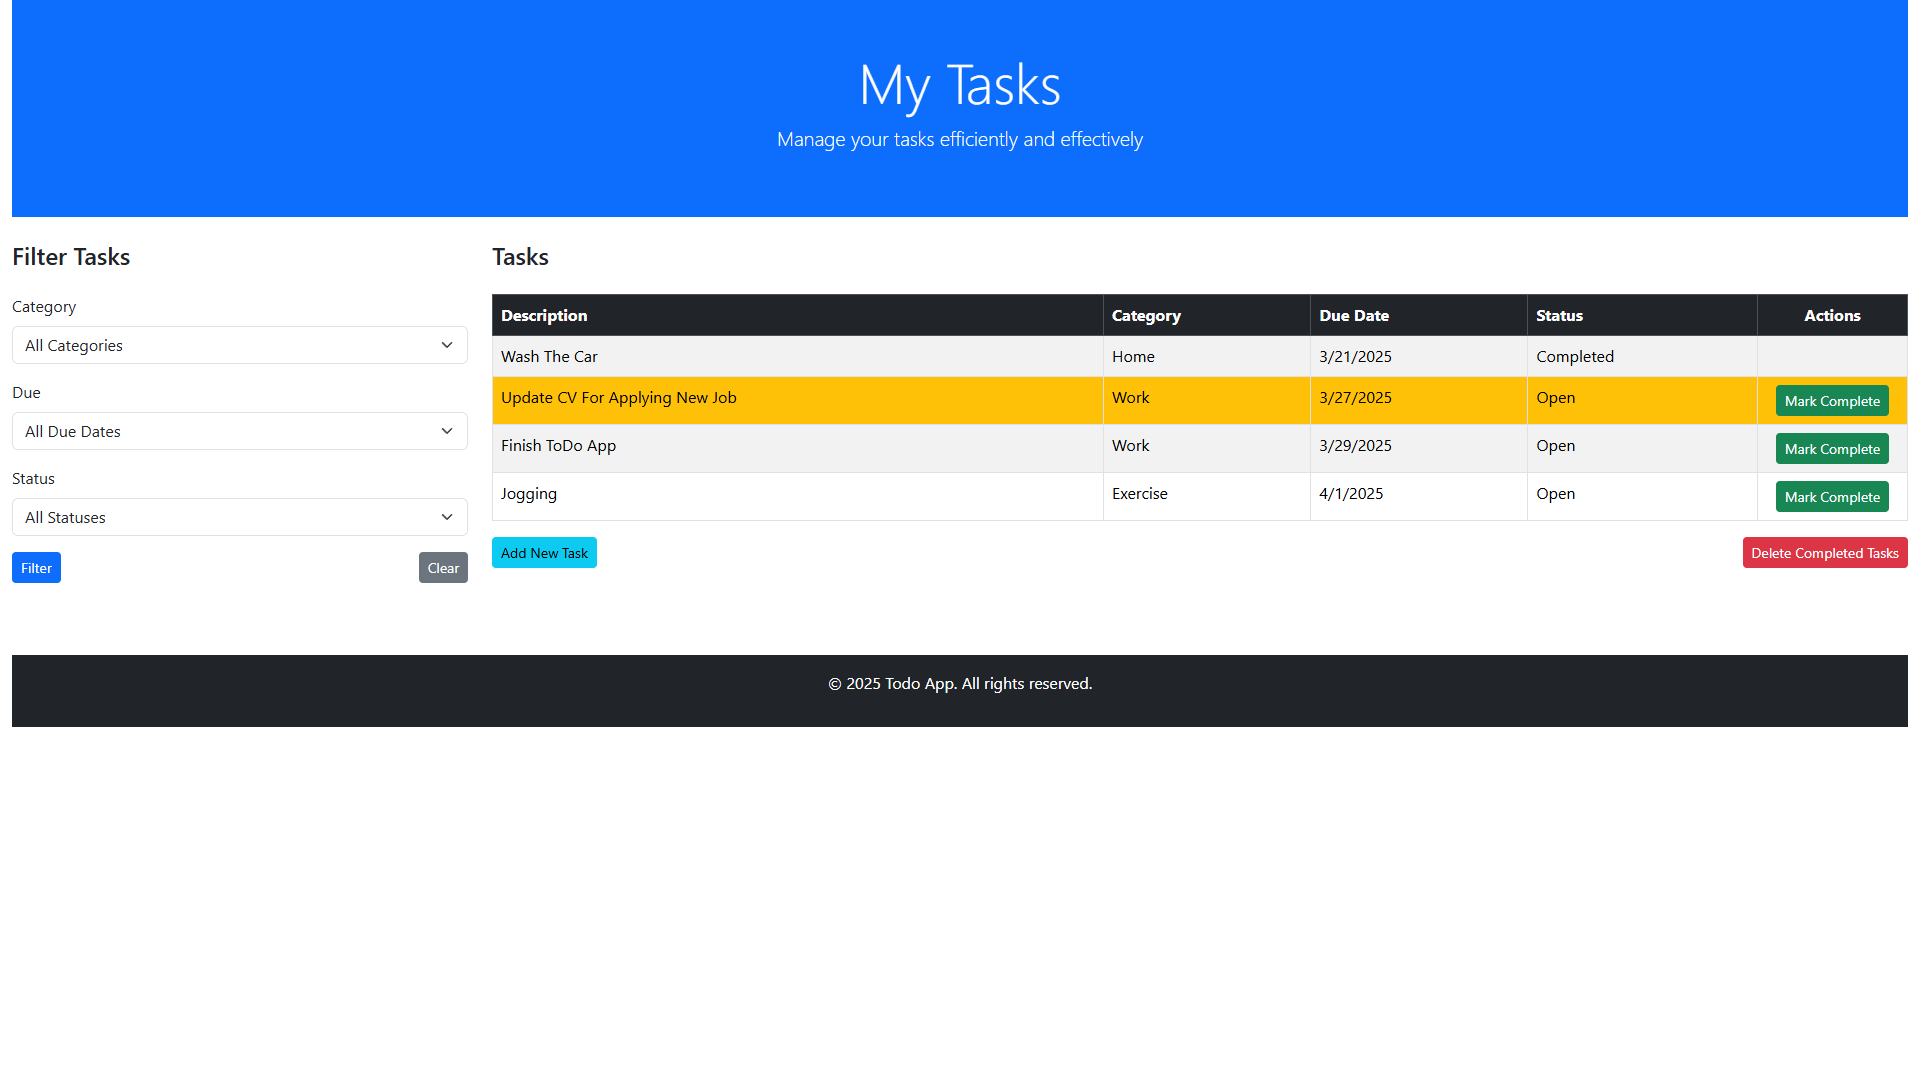 My Tasks
Manage your tasks efficiently and effectively
Filter Tasks
Category
All Categories
Due
All Due Dates
Status
All Statuses
Filter Clear
Tasks
Description Category Due Date Status Actions
Wash The Car Home 3/21/2025 Completed
Update CV For Applying New Job Work 3/27/2025 Open Mark Complete
Finish ToDo App Work 3/29/2025 Open Mark Complete
Jogging Exercise 4/1/2025 Open Mark Complete
Add New Task Delete Completed Tasks
© 2025 Todo App. All rights reserved.